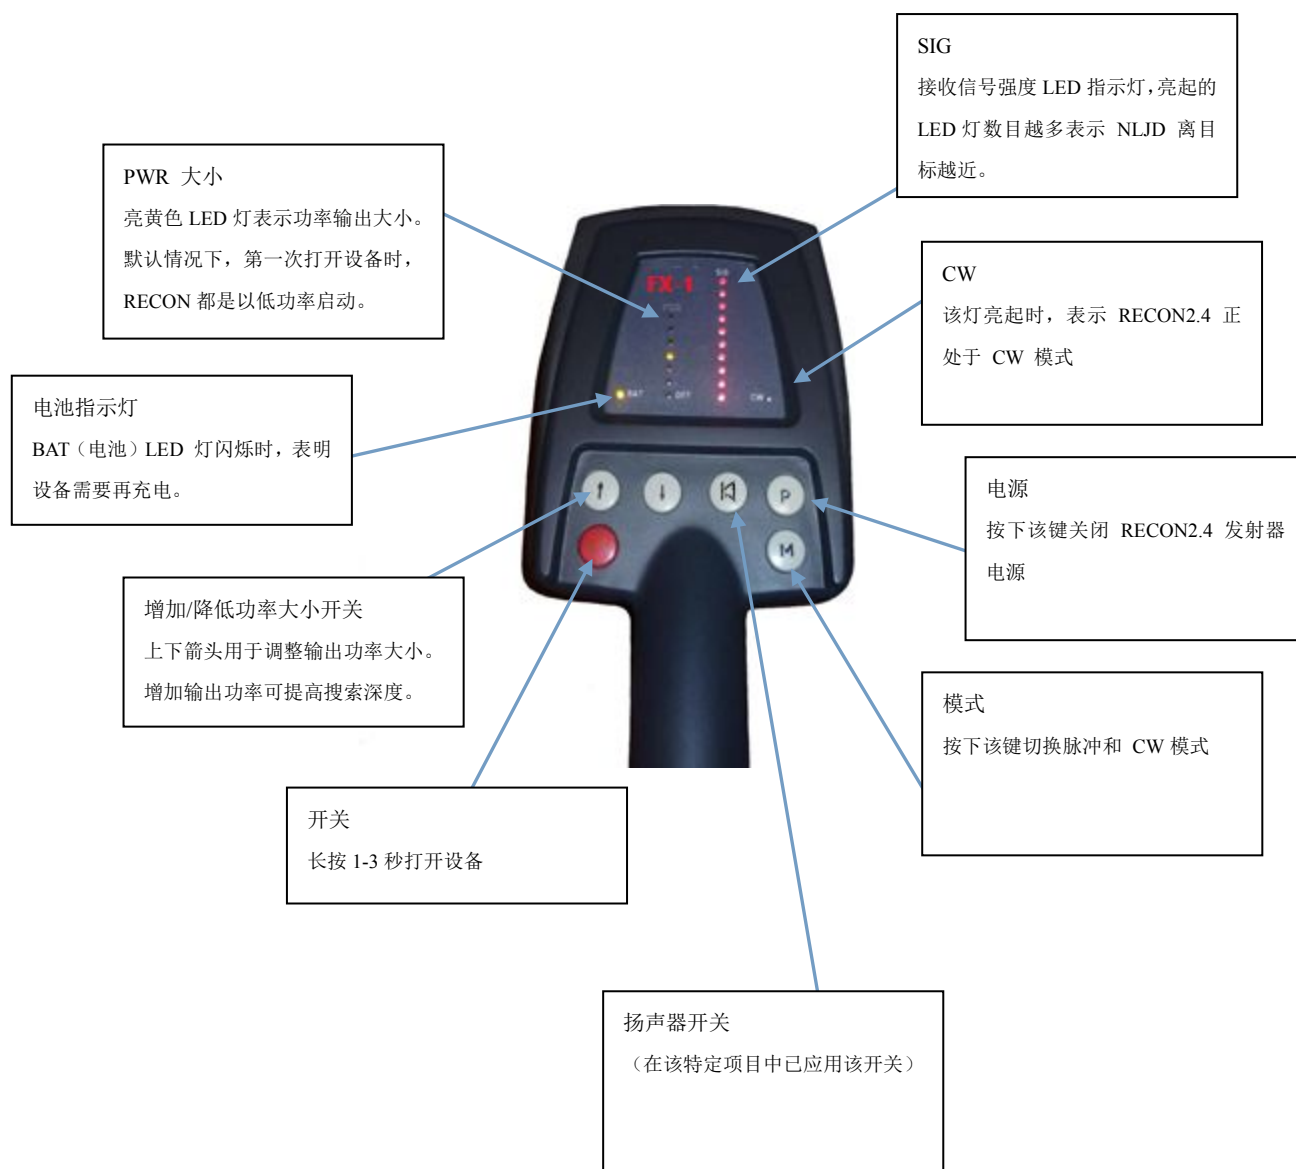 SIG
接收信号强度 LED 指示灯，亮起的
LED 灯数目越多表示 NLJD 离目
标越近。
PWR 大小
亮黄色 LED 灯表示功率输出大小。
默认情况下，第一次打开设备时，
RECON 都是以低功率启动。
CW
该灯亮起时，表示 RECON2.4 正
处于 CW 模式
电池指示灯
BAT（电池）LED 灯闪烁时，表明
设备需要再充电。
SIG
FX-1
BAT
OFF
CW
P
M
电源
按下该键关闭 RECON2.4 发射器
电源
增加/降低功率大小开关
上下箭头用于调整输出功率大小。
增加输出功率可提高搜索深度。
模式
按下该键切换脉冲和 CW 模式
开关
长按 1-3 秒打开设备
扬声器开关
（在该特定项目中已应用该开关）